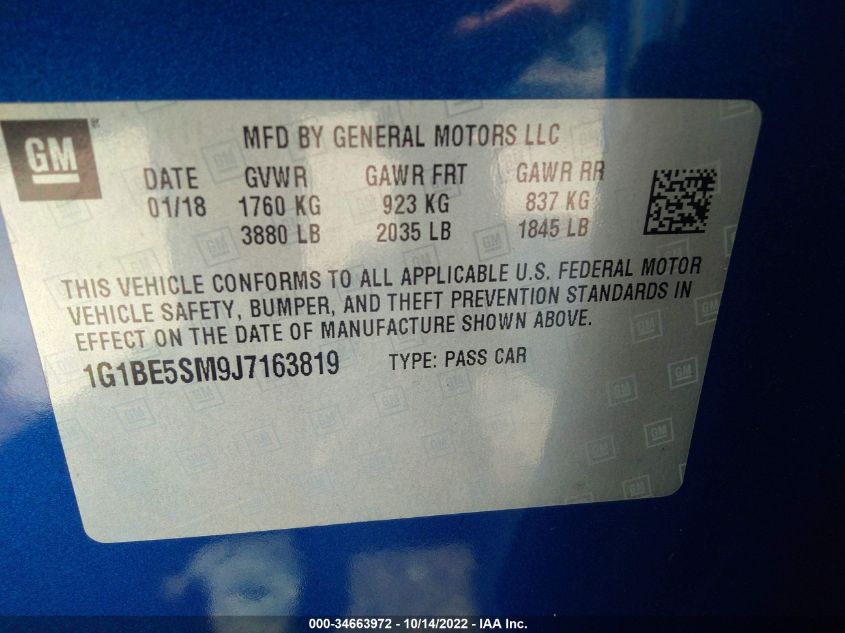 GM
MFD BY GENERAL MOTORS LLC
DATE GVWR GAWR FRT GAWR RR
01/18 1760 KG 923 KG 837 KG
3880 LB 2035 LB 1845 LB
THIS VEHICLE CONFORMS TO ALL APPLICABLE U.S. FEDERAL MOTOR
VEHICLE SAFETY, BUMPER, AND THEFT PREVENTION STANDARDS IN
EFFECT ON THE DATE OF MANUFACTURE SHOWN ABOVE.
1G1BE5SM9J7163819 TYPE: PASS CAR
000-34663972 - 10/14/2022 - IAA Inc.